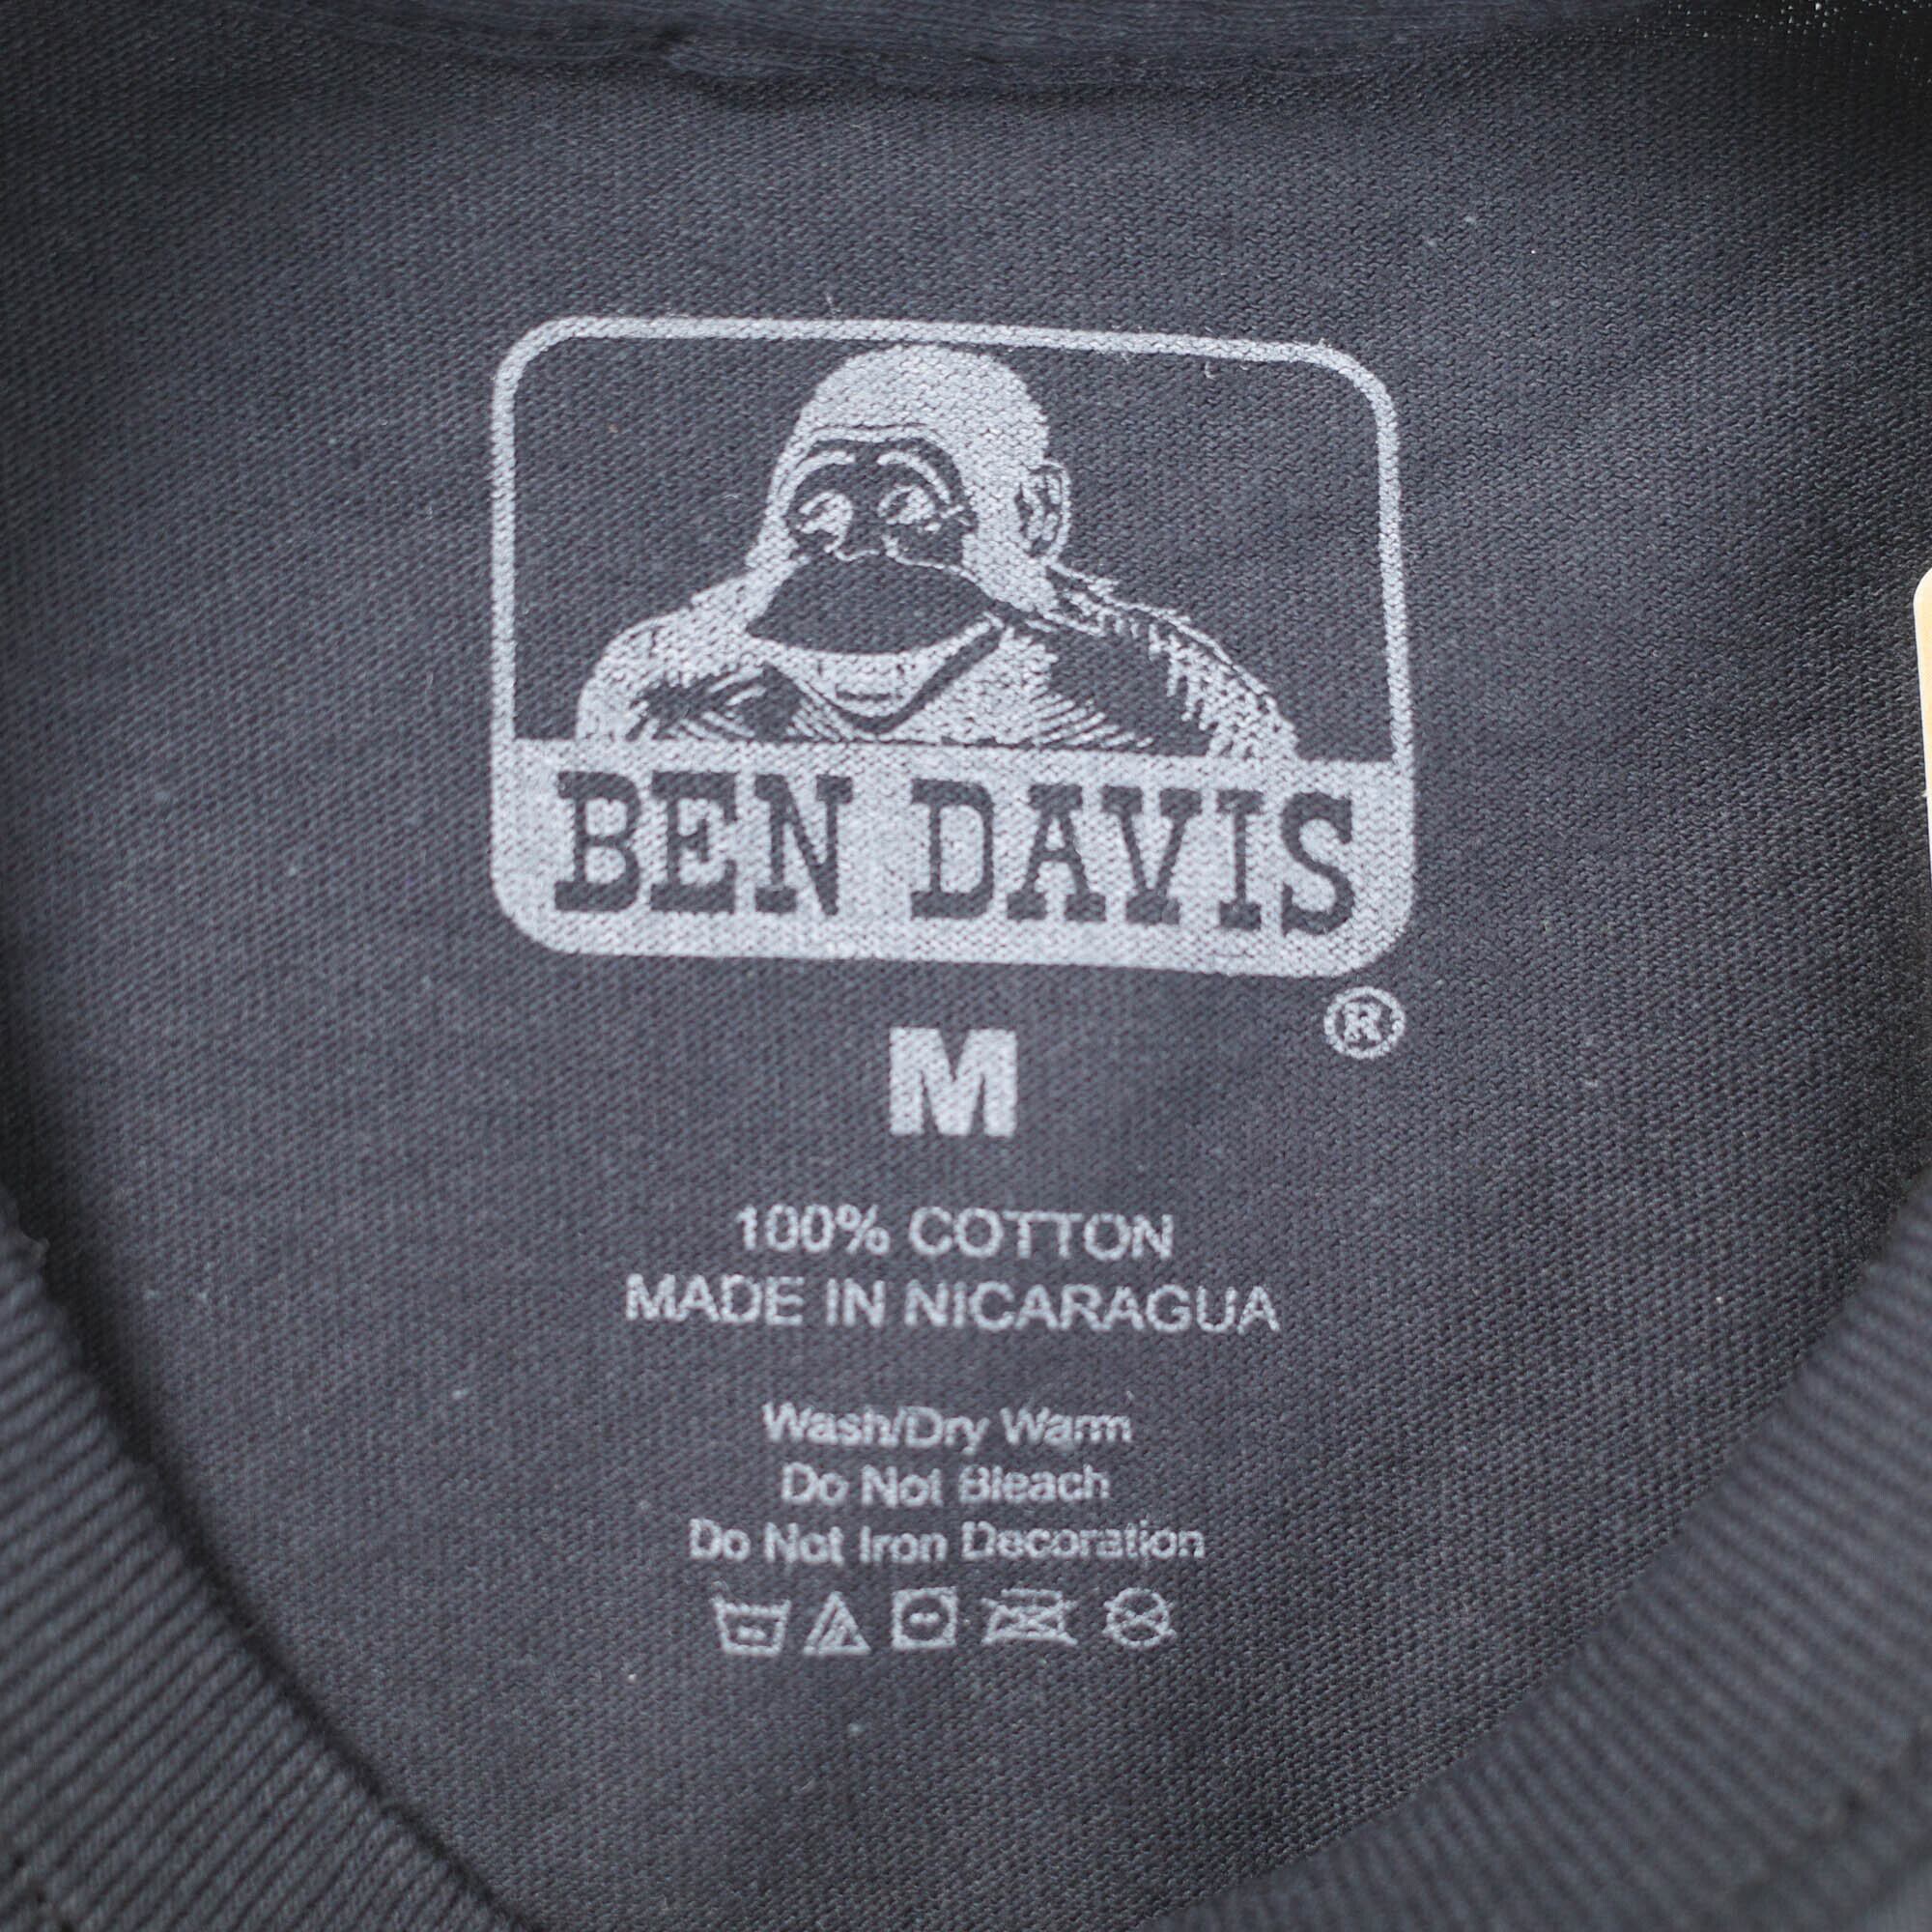 BEN DAVIS
®
M
100% COTTON
MADE IN NICARAGUA
Wash/Dry Warm
Do Not Bleach
Do Not Iron Decoration